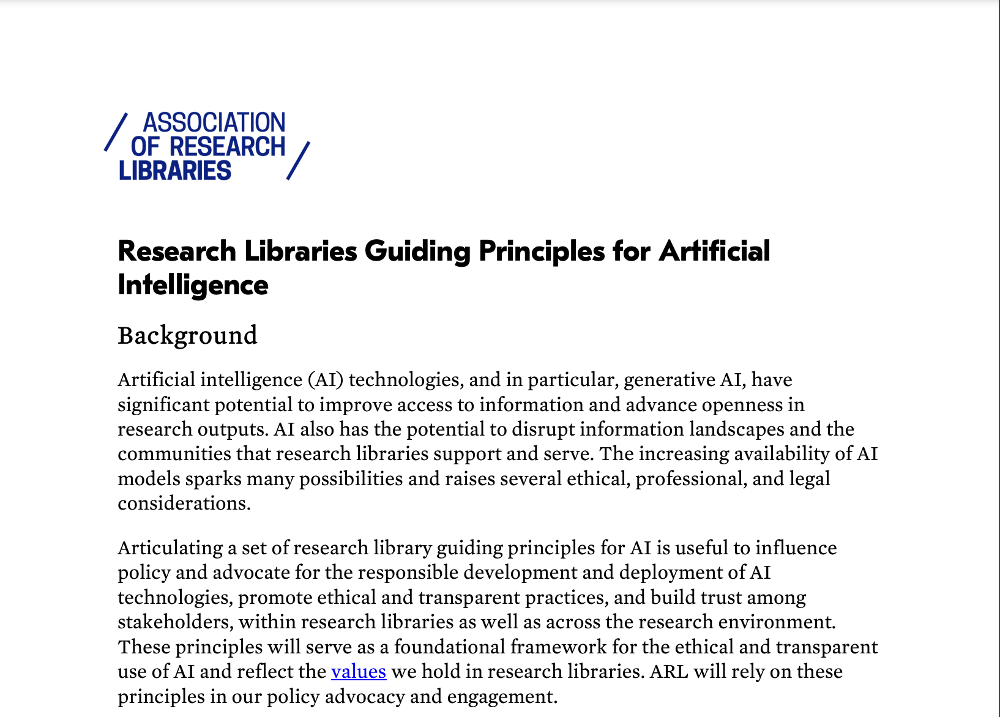 ASSOCIATION
OF RESEARCH
LIBRARIES
Research Libraries Guiding Principles for Artificial
Intelligence
Background
Artificial intelligence (AI) technologies, and in particular, generative AI, have
significant potential to improve access to information and advance openness in
research outputs. AI also has the potential to disrupt information landscapes and the
communities that research libraries support and serve. The increasing availability of AI
models sparks many possibilities and raises several ethical, professional, and legal
considerations.
Articulating a set of research library guiding principles for AI is useful to influence
policy and advocate for the responsible development and deployment of AI
technologies, promote ethical and transparent practices, and build trust among
stakeholders, within research libraries as well as across the research environment.
These principles will serve as a foundational framework for the ethical and transparent
use of AI and reflect the values we hold in research libraries. ARL will rely on these
principles in our policy advocacy and engagement.